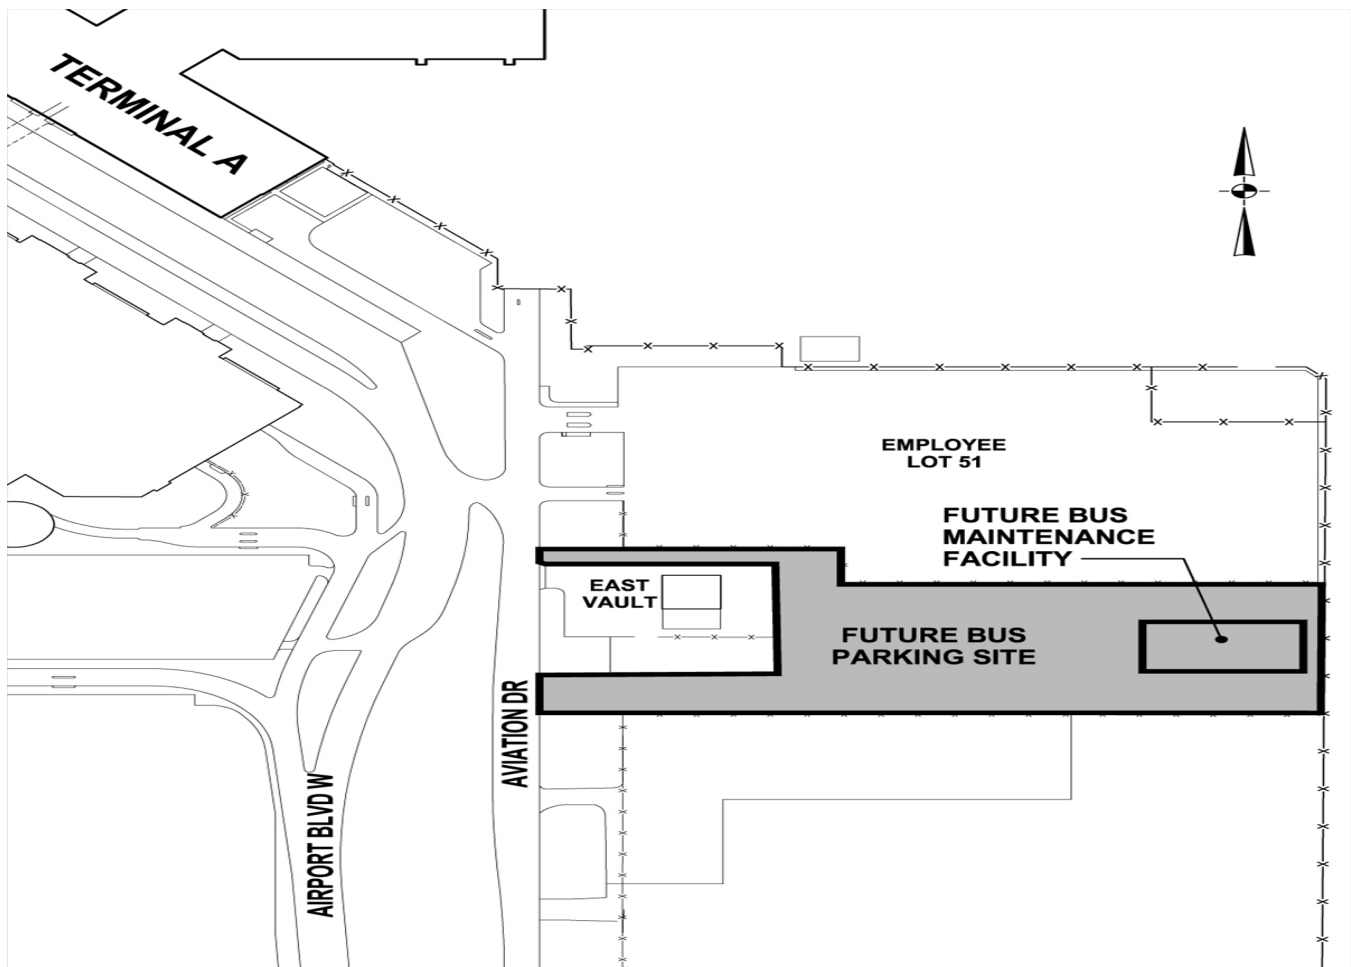 TERMINAL A
EMPLOYEE
LOT 51
FUTURE BUS
MAINTENANCE
FACILITY
EAST
VAULT
FUTURE BUS
PARKING SITE
AVIATION DR
AIRPORT BLVD W